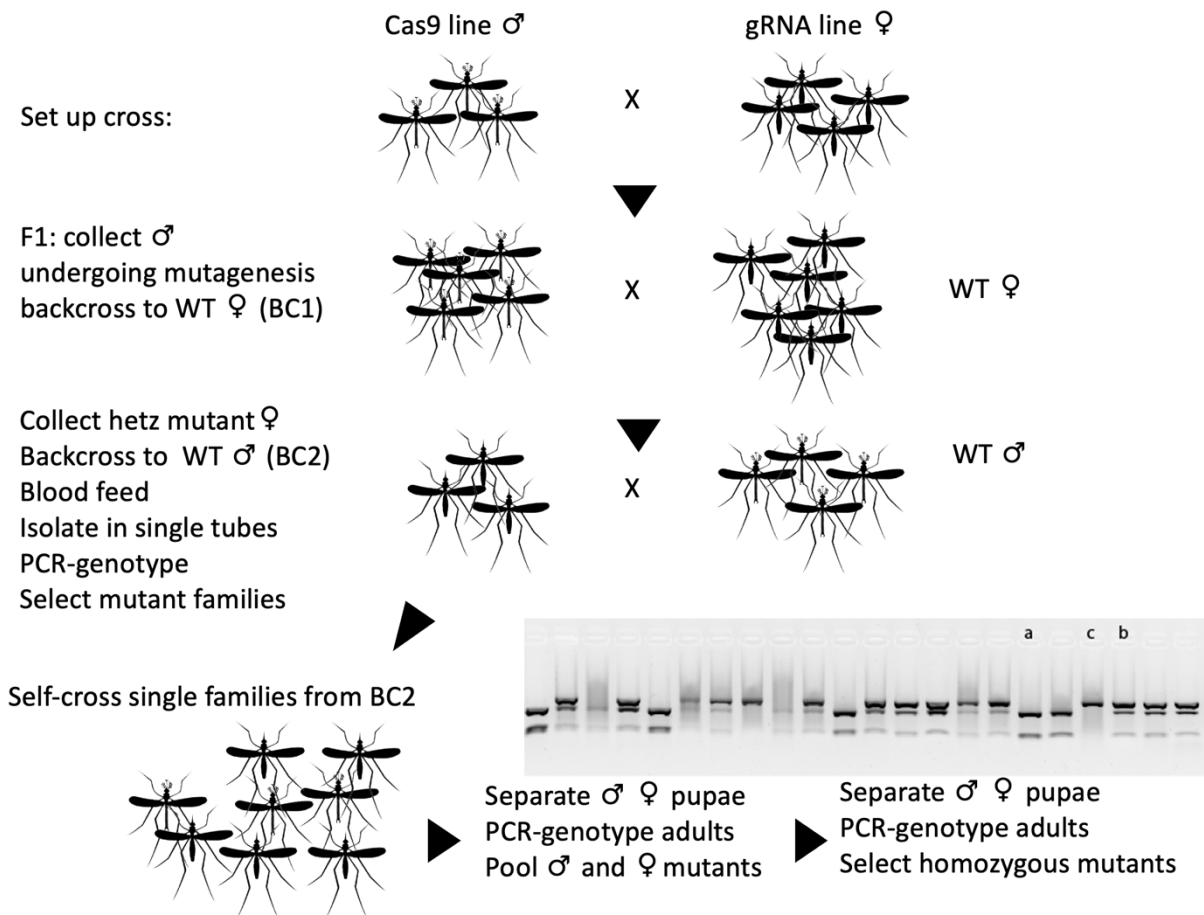 Cas9 line ♂
gRNA line ♀
Set up cross:
X
F1: collect ♂
undergoing mutagenesis
backcross to WT ♀ (BC1)
X
WT ♀
Collect hetz mutant ♀
Backcross to WT ♂ (BC2)
Blood feed
Isolate in single tubes
PCR-genotype
Select mutant families
X
WT ♂
a
c
b
Self-cross single families from BC2
Separate ♂ ♀ pupae
PCR-genotype adults
Pool ♂ and ♀ mutants
Separate ♂ ♀ pupae
PCR-genotype adults
Select homozygous mutants